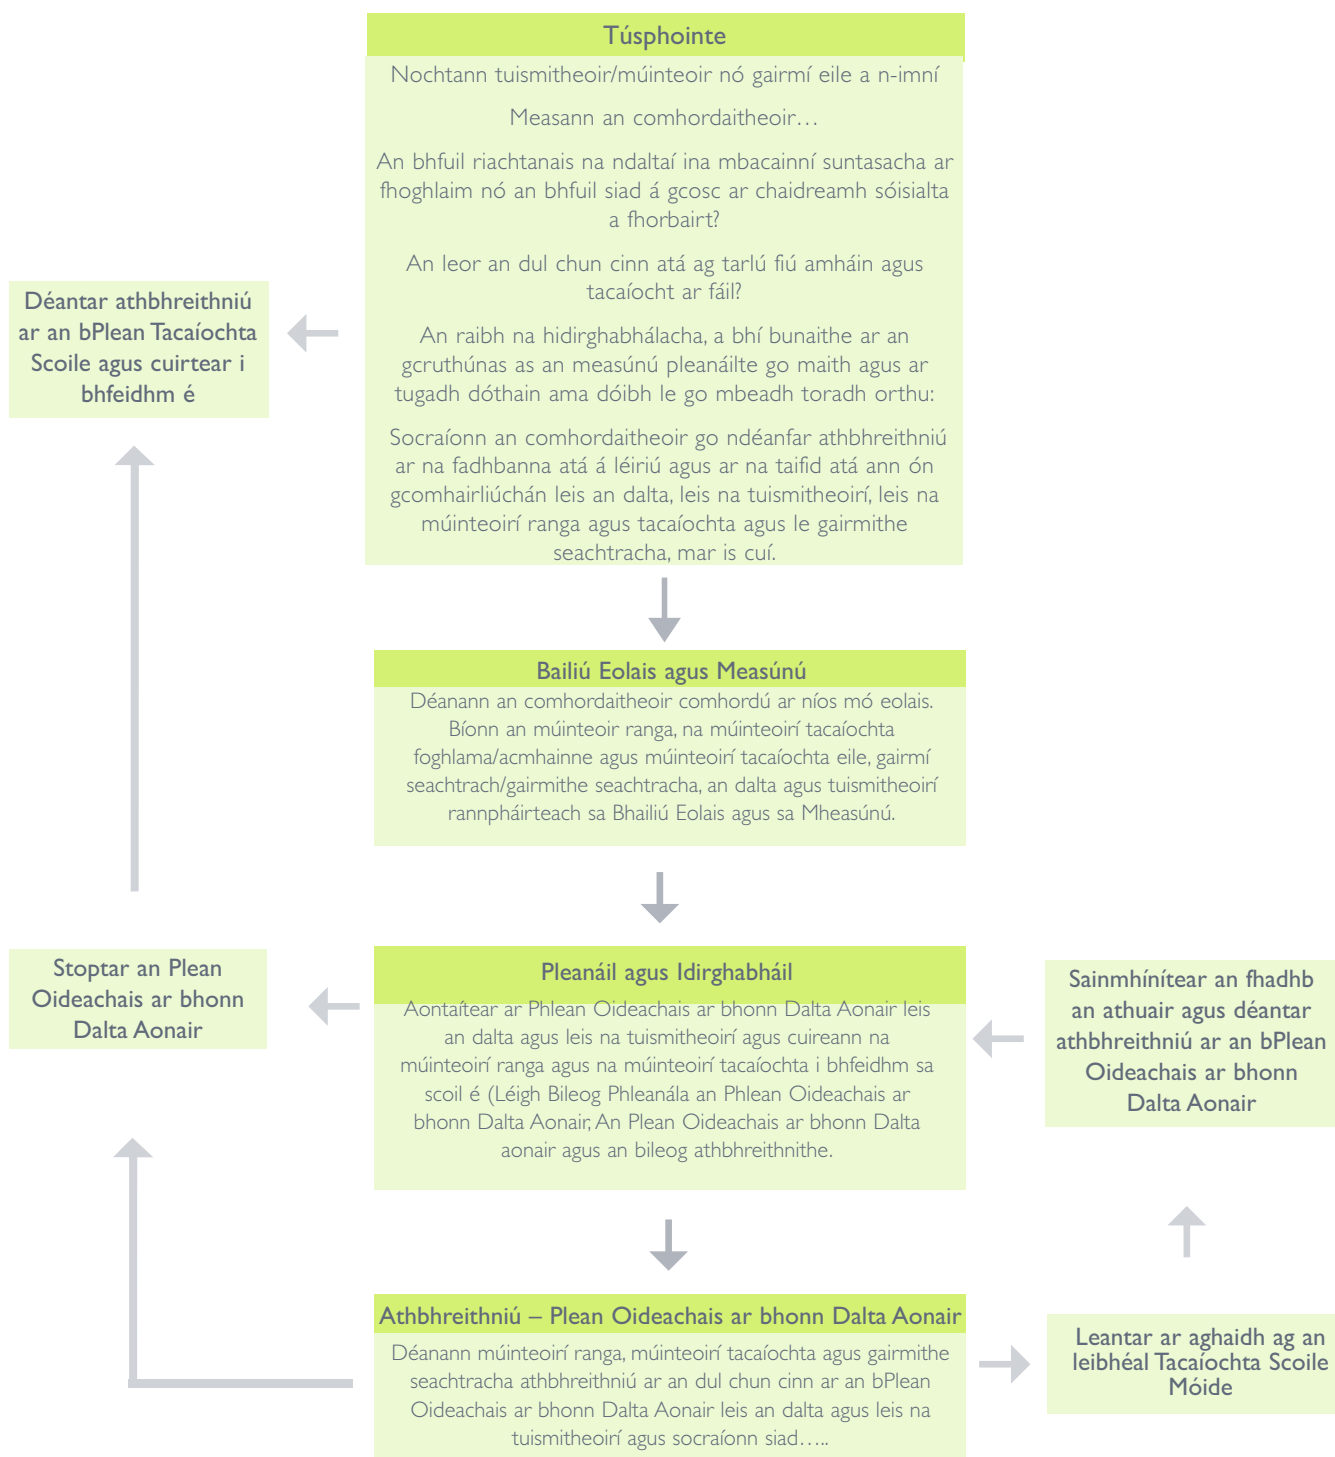 Túsphointe
Nochtann tuismitheoir/múinteoir nó gairmí eile a n-imní
Measann an comhordaitheoir…
An bhfuil riachtanais na ndaltaí ina mbacainní suntasacha ar
fhoghlaim nó an bhfuil siad á gcosc ar chaidreamh sóisialta
a fhorbairt?
An leor an dul chun cinn atá ag tarlú fiú amháin agus
tacaíocht ar fáil?
An raibh na hidirghabhálacha, a bhí bunaithe ar an
gcruthúnas as an measúnú pleanáilte go maith agus ar
tugadh dóthain ama dóibh le go mbeadh toradh orthu:
Socraíonn an comhordaitheoir go ndéanfar athbhreithniú
ar na fadhbanna atá á léiriú agus ar na taifid atá ann ón
gcomhairliúchán leis an dalta, leis na tuismitheoirí, leis na
múinteoirí ranga agus tacaíochta agus le gairmithe
seachtracha, mar is cuí.
Déantar athbhreithniú
ar an bPlean Tacaíochta
Scoile agus cuirtear i
bhfeidhm é
Bailiú Eolais agus Measúnú
Déanann an comhordaitheoir comhordú ar níos mó eolais.
Bíonn an múinteoir ranga, na múinteoirí tacaíochta
foghlama/acmhainne agus múinteoirí tacaíochta eile, gairmí
seachtrach/gairmithe seachtracha, an dalta agus tuismitheoirí
rannpháirteach sa Bhailiú Eolais agus sa Mheasúnú.
Stoptar an Plean
Oideachais ar bhonn
Dalta Aonair
Pleanáil agus Idirghabháil
Aontaítear ar Phlean Oideachais ar bhonn Dalta Aonair leis
an dalta agus leis na tuismitheoirí agus cuireann na
múinteoirí ranga agus na múinteoirí tacaíochta i bhfeidhm sa
scoil é (Léigh Bileog Phleanála an Phlean Oideachais ar
bhonn Dalta Aonair, An Plean Oideachais ar bhonn Dalta
aonair agus an bileog athbhreithnithe.
Sainmhínítear an fhadhb
an athuair agus déantar
athbhreithniú ar an bPlean
Oideachais ar bhonn
Dalta Aonair
Athbhreithniú – Plean Oideachais ar bhonn Dalta Aonair
Déanann múinteoirí ranga, múinteoirí tacaíochta agus gairmithe
seachtracha athbhreithniú ar an dul chun cinn ar an bPlean
Oideachais ar bhonn Dalta Aonair leis an dalta agus leis na
tuismitheoirí agus socraíonn siad…..
Leantar ar aghaidh ag an
leibhéal Tacaíochta Scoile
Móide